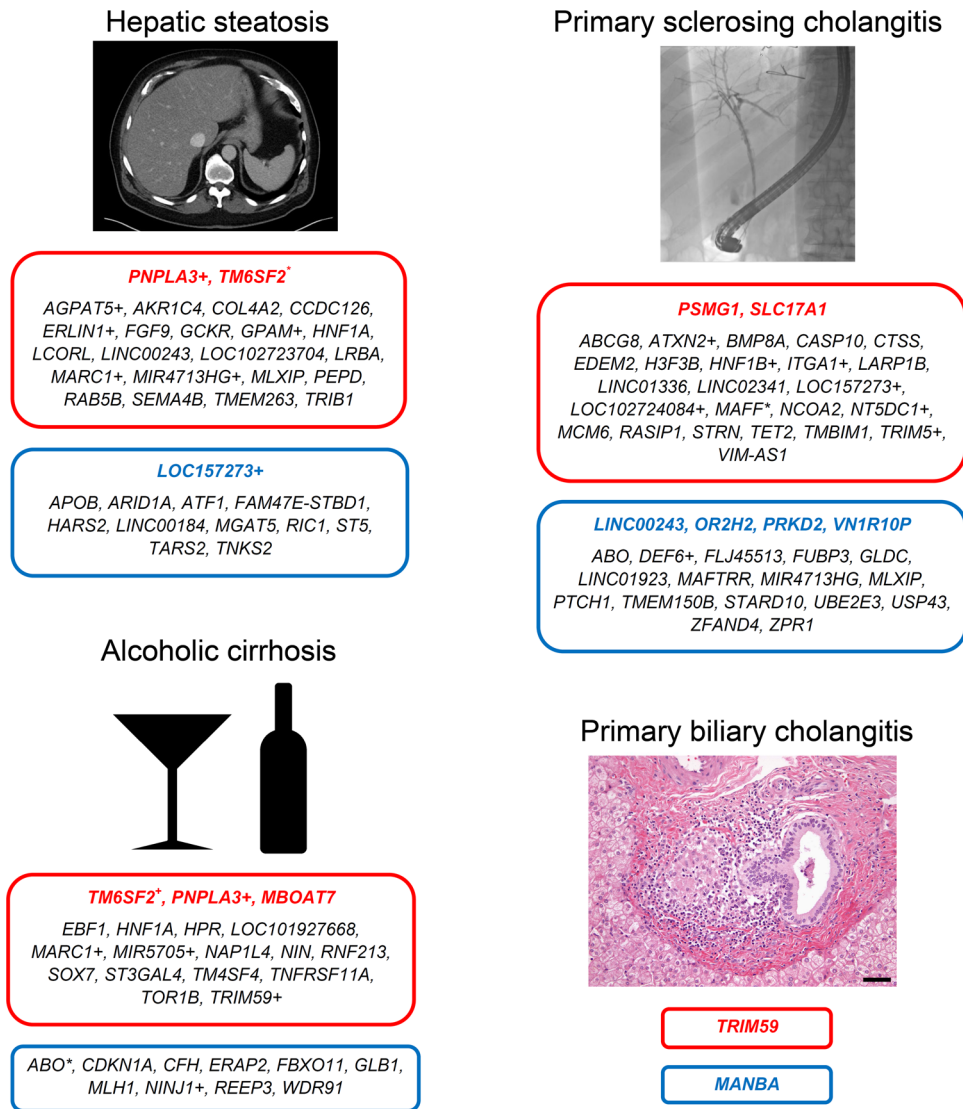 Hepatic steatosis
PNPLA3+, TM6SF2*
AGPAT5+, AKR1C4, COL4A2, CCDC126,
ERLIN1+, FGF9, GCKR, GPAM+, HNF1A,
LCORL, LINC00243, LOC102723704, LRBA,
MARC1+, MIR4713HG+, MLXIP, PEPD,
RAB5B, SEMA4B, TMEM263, TRIB1
LOC157273+
APOB, ARID1A, ATF1, FAM47E-STBD1,
HARS2, LINC00184, MGAT5, RIC1, ST5,
TARS2, TNKS2
Primary sclerosing cholangitis
PSMG1, SLC17A1
ABCG8, ATXN2+, BMP8A, CASP10, CTSS,
EDEM2, H3F3B, HNF1B+, ITGA1+, LARP1B,
LINC01336, LINC02341, LOC157273+,
LOC102724084+, MAFF*, NCOA2, NT5DC1+,
MCM6, RASIP1, STRN, TET2, TMBIM1, TRIM5+,
VIM-AS1
LINC00243, OR2H2, PRKD2, VN1R10P
ABO, DEF6+, FLJ45513, FUBP3, GLDC,
LINC01923, MAFTRR, MIR4713HG, MLXIP,
PTCH1, TMEM150B, STARD10, UBE2E3, USP43,
ZFAND4, ZPR1
Alcoholic cirrhosis
TM6SF2+, PNPLA3+, MBOAT7
EBF1, HNF1A, HPR, LOC101927668,
MARC1+, MIR5705+, NAP1L4, NIN, RNF213,
SOX7, ST3GAL4, TM4SF4, TNFRSF11A,
TOR1B, TRIM59+
ABO*, CDKN1A, CFH, ERAP2, FBXO11, GLB1,
MLH1, NINJ1+, REEP3, WDR91
Primary biliary cholangitis
TRIM59
MANBA